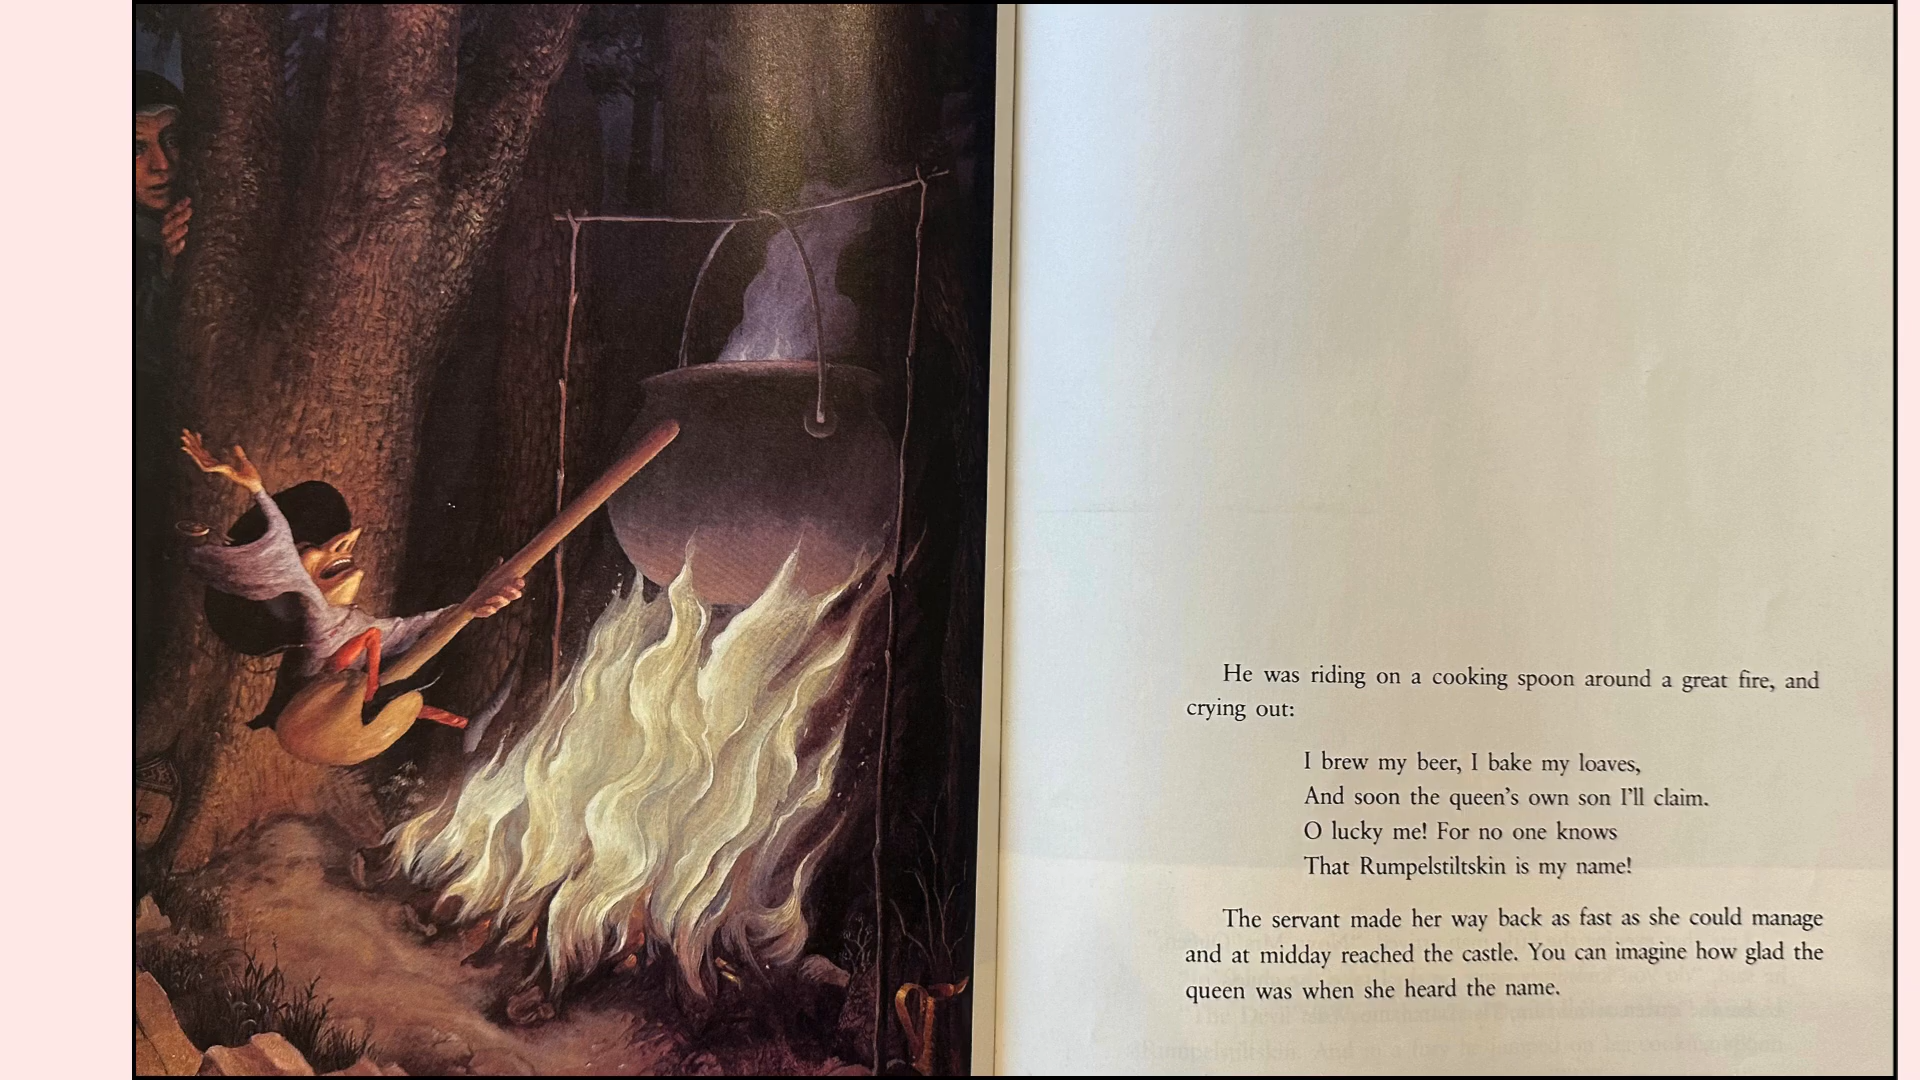 He was riding on a cooking spoon around a great fire, and
crying out:
I brew my beer, I bake my loaves,
And soon the queen's own son I'll claim.
O lucky me! For no one knows
That Rumpelstiltskin is my name!
The servant made her way back as fast as she could manage
and at midday reached the castle. You can imagine how glad the
queen was when she heard the name.